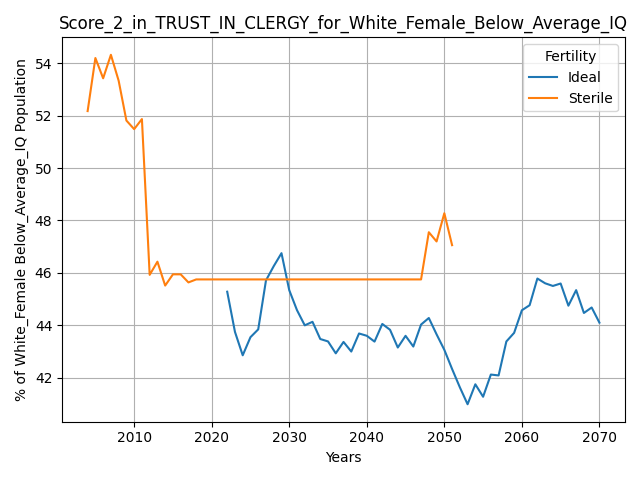 Score_2_in_TRUST_IN_CLERGY_for_White_Female_Below_Average_IQ
% of White_Female Below_Average_IQ Population
54
52
50
48
46
44
42
Fertility
Ideal
Sterile
2010 2020 2030 2040 2050 2060 2070
Years